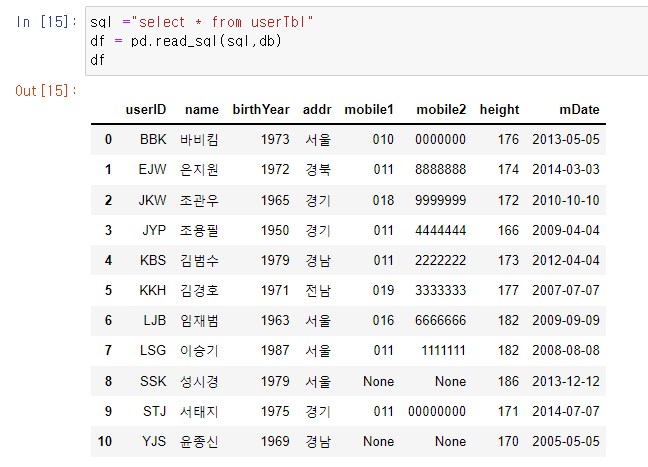 In [15]: sql ="select * from userTbl"
df = pd.read_sql(sql,db)
df
Out[15]:
userID name birthYear addr mobile1 mobile2 height mDate
0 BBK 바비킴 1973 서울 010 0000000 176 2013-05-05
1 EJW 은지원 1972 경북 011 8888888 174 2014-03-03
2 JKW 조관우 1965 경기 018 9999999 172 2010-10-10
3 JYP 조용필 1950 경기 011 4444444 166 2009-04-04
4 KBS 김범수 1979 경남 011 2222222 173 2012-04-04
5 KKH 김경호 1971 전남 019 3333333 177 2007-07-07
6 LJB 임재범 1963 서울 016 6666666 182 2009-09-09
7 LSG 이승기 1987 서울 011 1111111 182 2008-08-08
8 SSK 성시경 1979 서울 None None 186 2013-12-12
9 STJ 서태지 1975 경기 011 00000000 171 2014-07-07
10 YJS 윤종신 1969 경남 None None 170 2005-05-05